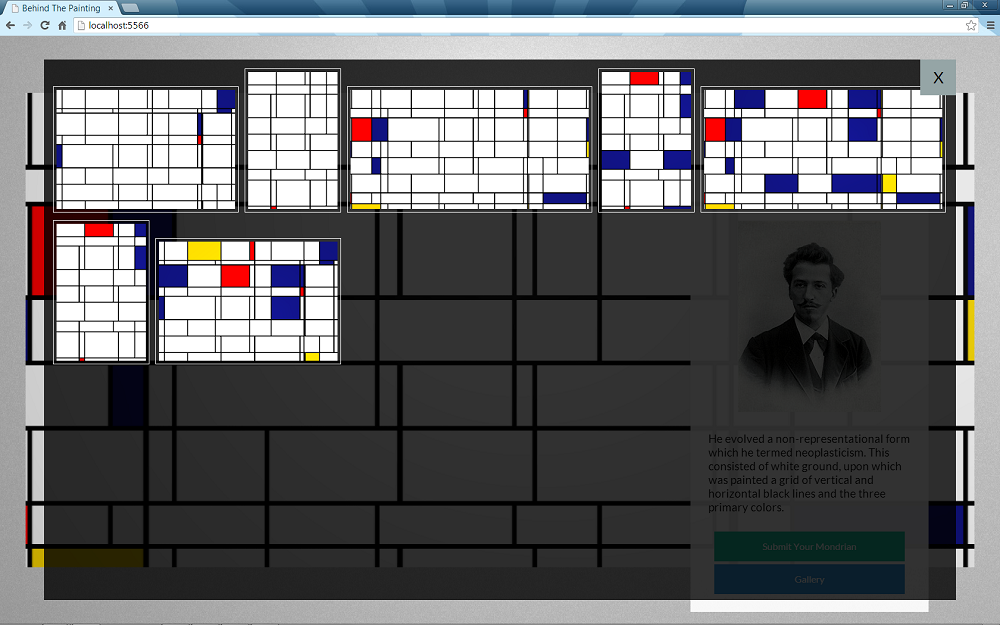 Behind The Painting
localhost:5566
X
He evolved a non-representational form
which he termed neoplasticism. This
consisted of white ground, upon which
was painted a grid of vertical and
horizontal black lines and the three
primary colors.
Submit Your Mondrian
Gallery